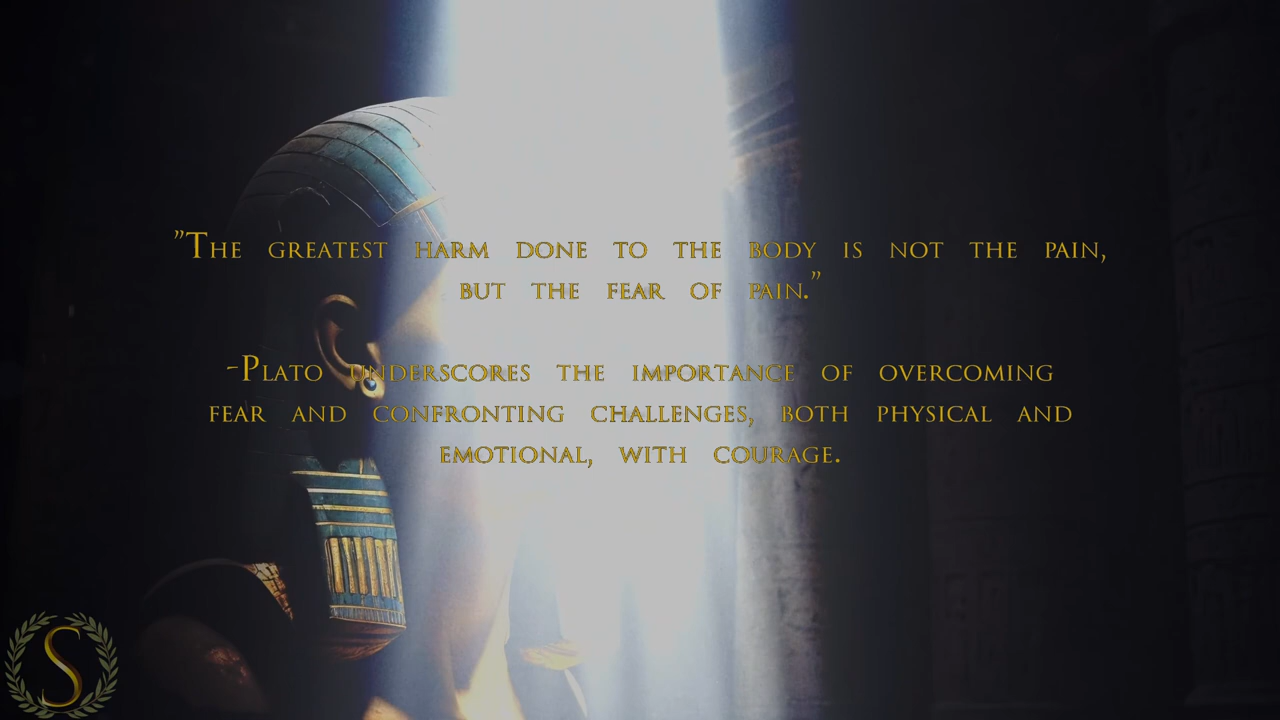 ”The greatest harm done to the body is not the pain,
but the fear of pain.”
-Plato underscores the importance of overcoming
fear and confronting challenges, both physical and
emotional, with courage.
S